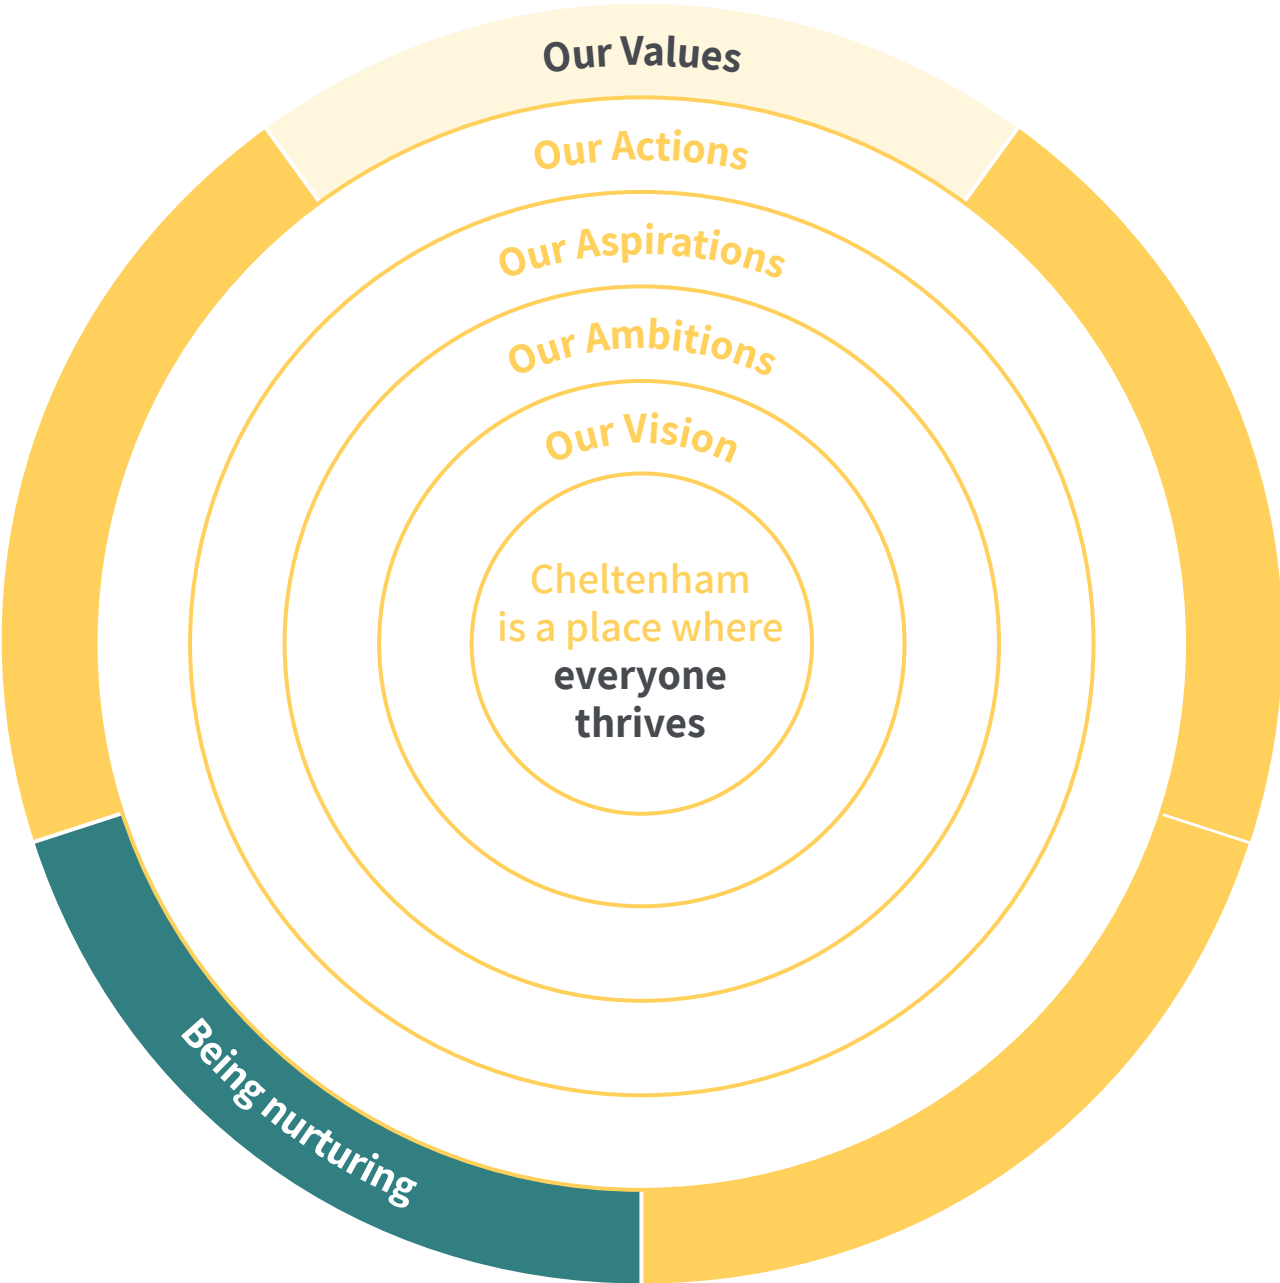 Our Values
Our Actions
Our Aspirations
Our Ambitions
Our Vision
Cheltenham
is a place where
everyone
thrives
Being nurturing